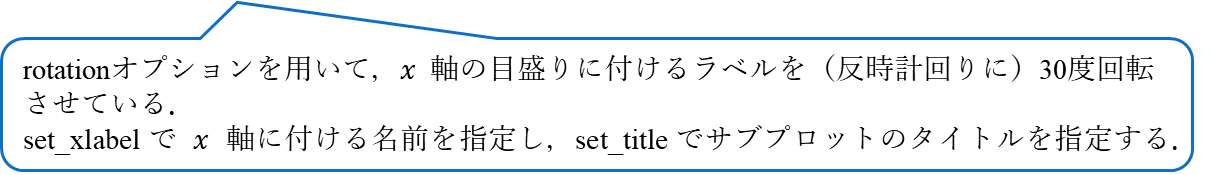 rotationオプションを用いて，x 軸の目盛りに付けるラベルを（反時計回りに）30度回転
させている．
set_xlabel で x 軸に付ける名前を指定し，set_title でサブプロットのタイトルを指定する．